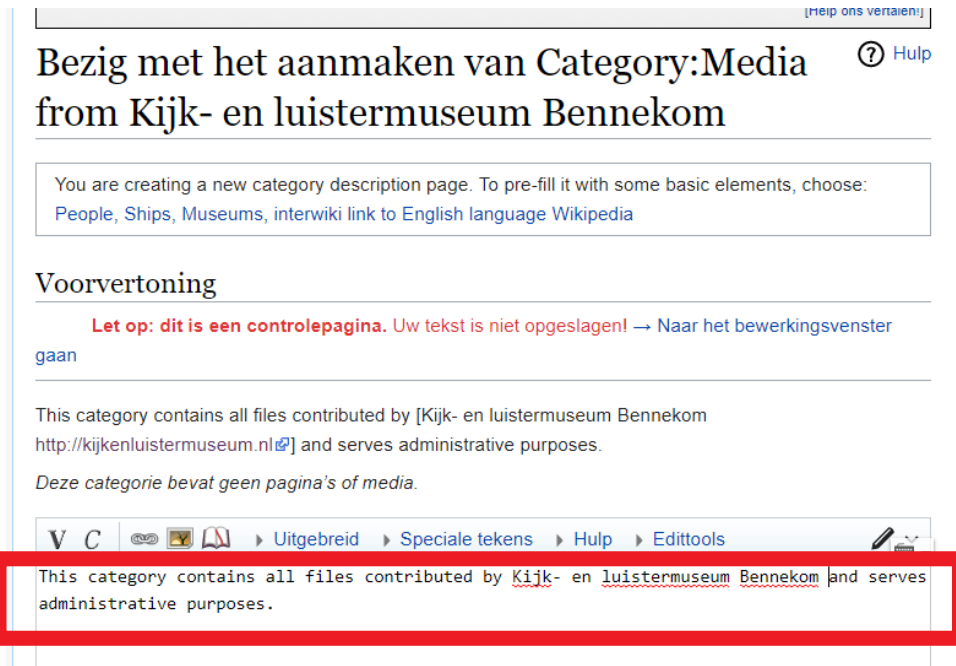 [Help ons vertalen!]
Bezig met het aanmaken van Category:Media
from Kijk- en luistermuseum Bennekom
? Hulp
You are creating a new category description page. To pre-fill it with some basic elements, choose:
People, Ships, Museums, interwiki link to English language Wikipedia
Voorvertoning
Let op: dit is een controlepagina. Uw tekst is niet opgeslagen! → Naar het bewerkingsvenster
gaan
This category contains all files contributed by [Kijk- en luistermuseum Bennekom
http://kijkenluistermuseum.nl] and serves administrative purposes.
Deze categorie bevat geen pagina's of media.
V C Uitgebreid Speciale tekens Hulp Edittools
This category contains all files contributed by Kijk- en luistermuseum Bennekom and serves
administrative purposes.